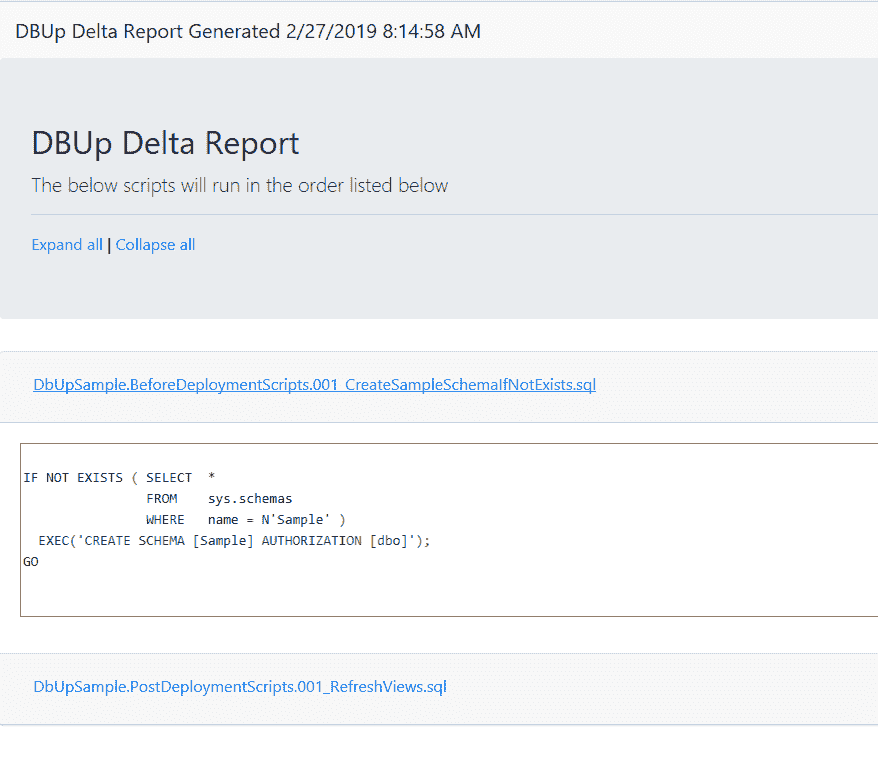 DBUp Delta Report Generated 2/27/2019 8:14:58 AM
DBUp Delta Report
The below scripts will run in the order listed below
Expand all | Collapse all
DbUpSample.BeforeDeploymentScripts.001_CreateSampleSchemaIfNotExists.sql
IF NOT EXISTS ( SELECT  *
                FROM    sys.schemas
                WHERE   name = N'Sample' )
  EXEC('CREATE SCHEMA [Sample] AUTHORIZATION [dbo]');
GO
DbUpSample.PostDeploymentScripts.001_RefreshViews.sql